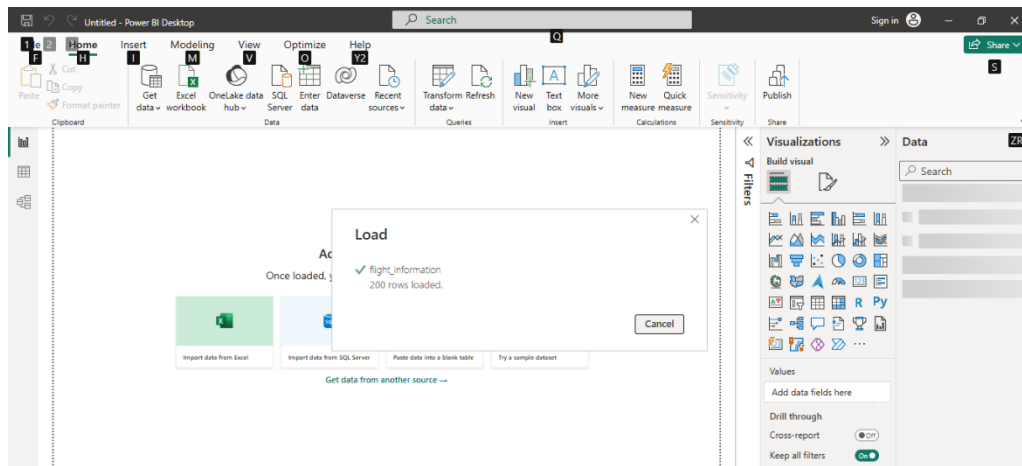 Untitled - Power BI Desktop
Search
Sign in
1 2 Home Insert Modeling View Optimize Help
Q
Share
F H I M V O Y2
S
Paste
Cut
Copy
Format painter
Get data
Excel workbook
OneLake data hub
SQL Server
Enter data
Dataverse
Recent sources
Transform data
Refresh
New visual
Text box
More visuals
New measure
Quick measure
Sensitivity
Publish
Clipboard
Data
Queries
Insert
Calculations
Sensitivity
Share
Filters
Visualizations
Data
ZR
Build visual
Search
Load
flight_information
200 rows loaded.
Cancel
Once loaded,
Import data from Excel
Import data from SQL Server
Paste data into a blank table
Try a sample dataset
Get data from another source →
R Py
Values
Add data fields here
Drill through
Cross-report
Off
Keep all filters
On